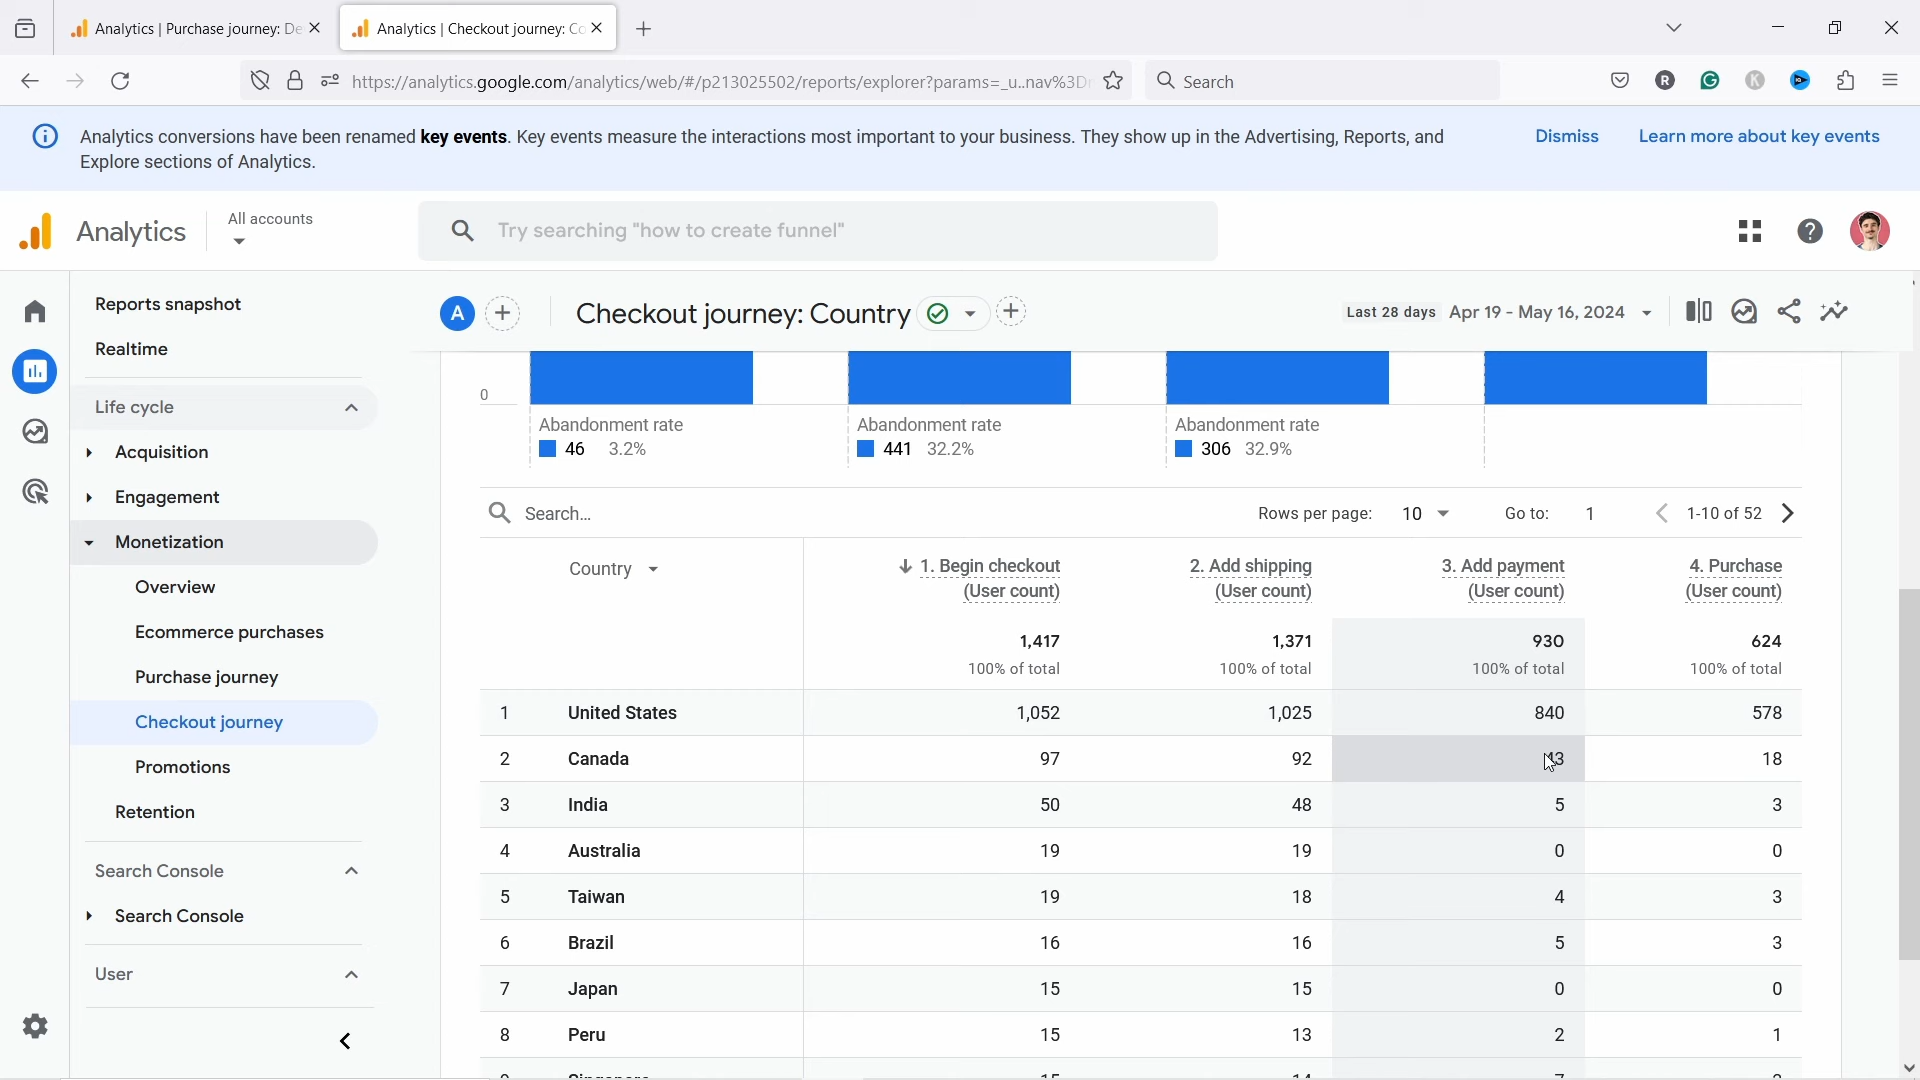 Analytics | Purchase journey: De
Analytics | Checkout journey: Co
https://analytics.google.com/analytics/web/#/p213025502/reports/explorer?params=_u..nav%3D
Search
Analytics conversions have been renamed key events. Key events measure the interactions most important to your business. They show up in the Advertising, Reports, and
Explore sections of Analytics.
Dismiss
Learn more about key events
Analytics
All accounts
Try searching "how to create funnel"
Reports snapshot
Realtime
Life cycle
Acquisition
Engagement
Monetization
Overview
Ecommerce purchases
Purchase journey
Checkout journey
Promotions
Retention
Search Console
Search Console
User
A
Checkout journey: Country
Last 28 days Apr 19 - May 16, 2024
0
Abandonment rate
46 3.2%
Abandonment rate
441 32.2%
Abandonment rate
306 32.9%
Search...
Rows per page: 10
Go to: 1
1-10 of 52
Country
1. Begin checkout
(User count)
2. Add shipping
(User count)
3. Add payment
(User count)
4. Purchase
(User count)
1,417 1,371 930 624
100% of total 100% of total 100% of total 100% of total
1 United States 1,052 1,025 840 578
2 Canada 97 92 43 18
3 India 50 48 5 3
4 Australia 19 19 0 0
5 Taiwan 19 18 4 3
6 Brazil 16 16 5 3
7 Japan 15 15 0 0
8 Peru 15 13 2 1